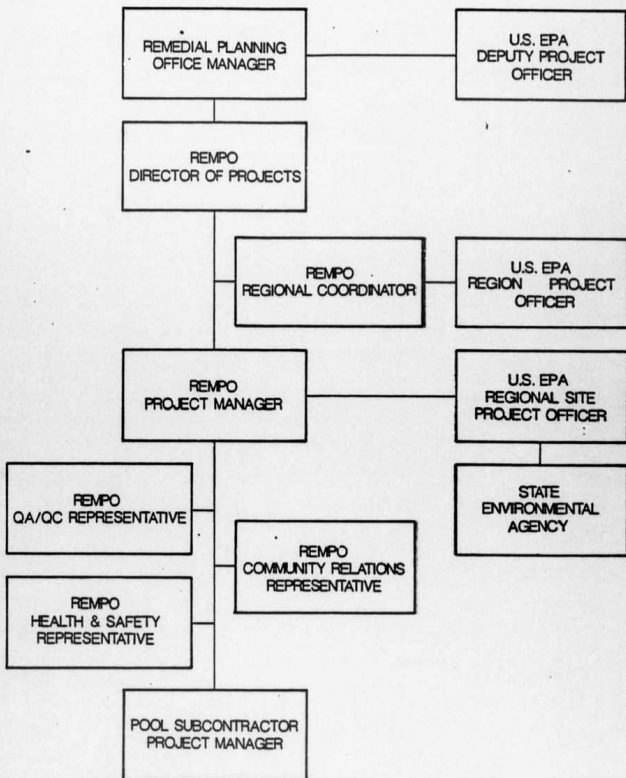 REMEDIAL PLANNING
OFFICE MANAGER
U.S. EPA
DEPUTY PROJECT
OFFICER
REMPO
DIRECTOR OF PROJECTS
REMPO
REGIONAL COORDINATOR
U.S. EPA
REGION PROJECT
OFFICER
REMPO
PROJECT MANAGER
U.S. EPA
REGIONAL SITE
PROJECT OFFICER
STATE
ENVIRONMENTAL
AGENCY
REMPO
QA/QC REPRESENTATIVE
REMPO
COMMUNITY RELATIONS
REPRESENTATIVE
REMPO
HEALTH & SAFETY
REPRESENTATIVE
POOL SUBCONTRACTOR
PROJECT MANAGER